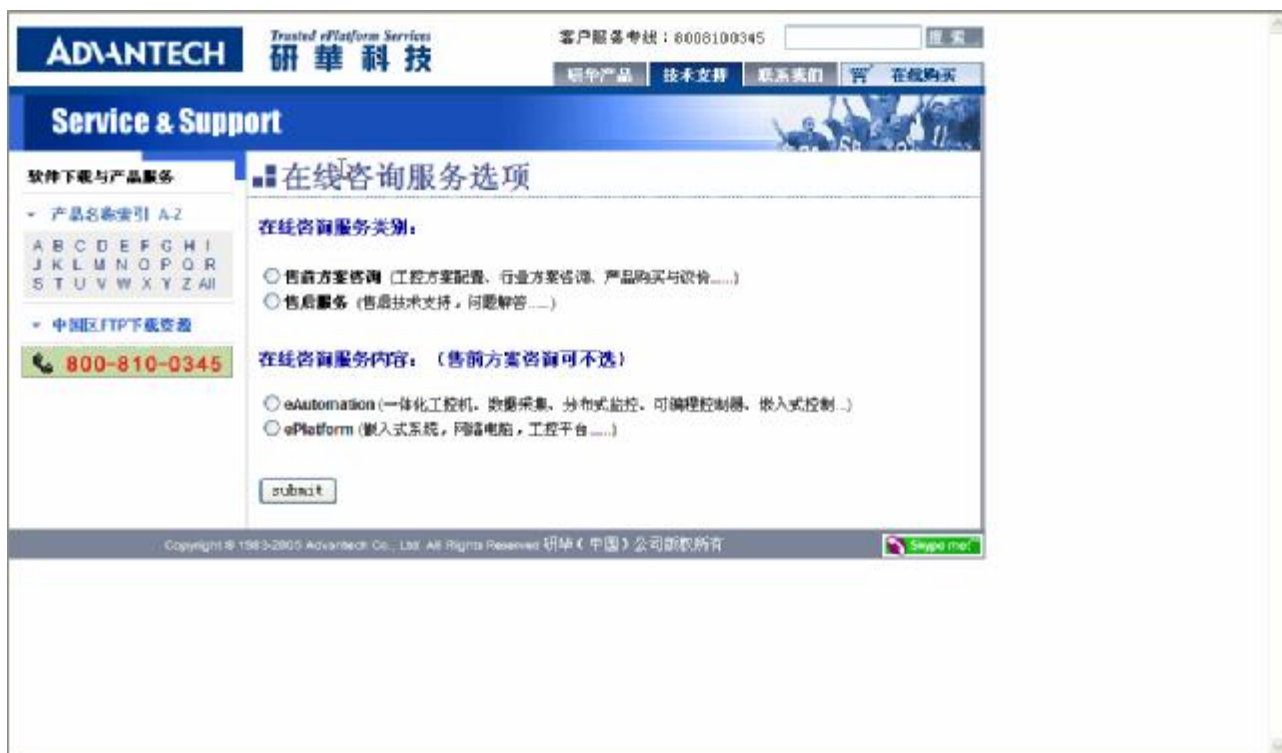 ADVANTECH
Trusted ePlatform Services
研華科技
客户服务专线：8008100345
搜索
研华产品
技术支持
联系我们
在线购买
Service & Support
软件下载与产品服务
产品名称索引 A-Z
A B C D E F G H I
J K L M N O P Q R
S T U V W X Y Z All
中国区FTP下载资源
800-810-0345
在线咨询服务选项
在线咨询服务类别：
售前方案咨询 (工控方案配置、行业方案咨询、产品购买与议价......)
售后服务 (售后技术支持，问题解答.....)
在线咨询服务内容：（售前方案咨询可不选）
eAutomation (一体化工控机、数据采集、分布式监控、可编程控制器、嵌入式控制...)
ePlatform (嵌入式系统，网络电脑，工控平台.....)
submit
Copyright © 1983-2005 Advantech Co., Ltd. All Rights Reserved 研华（中国）公司版权所有
Skype me!